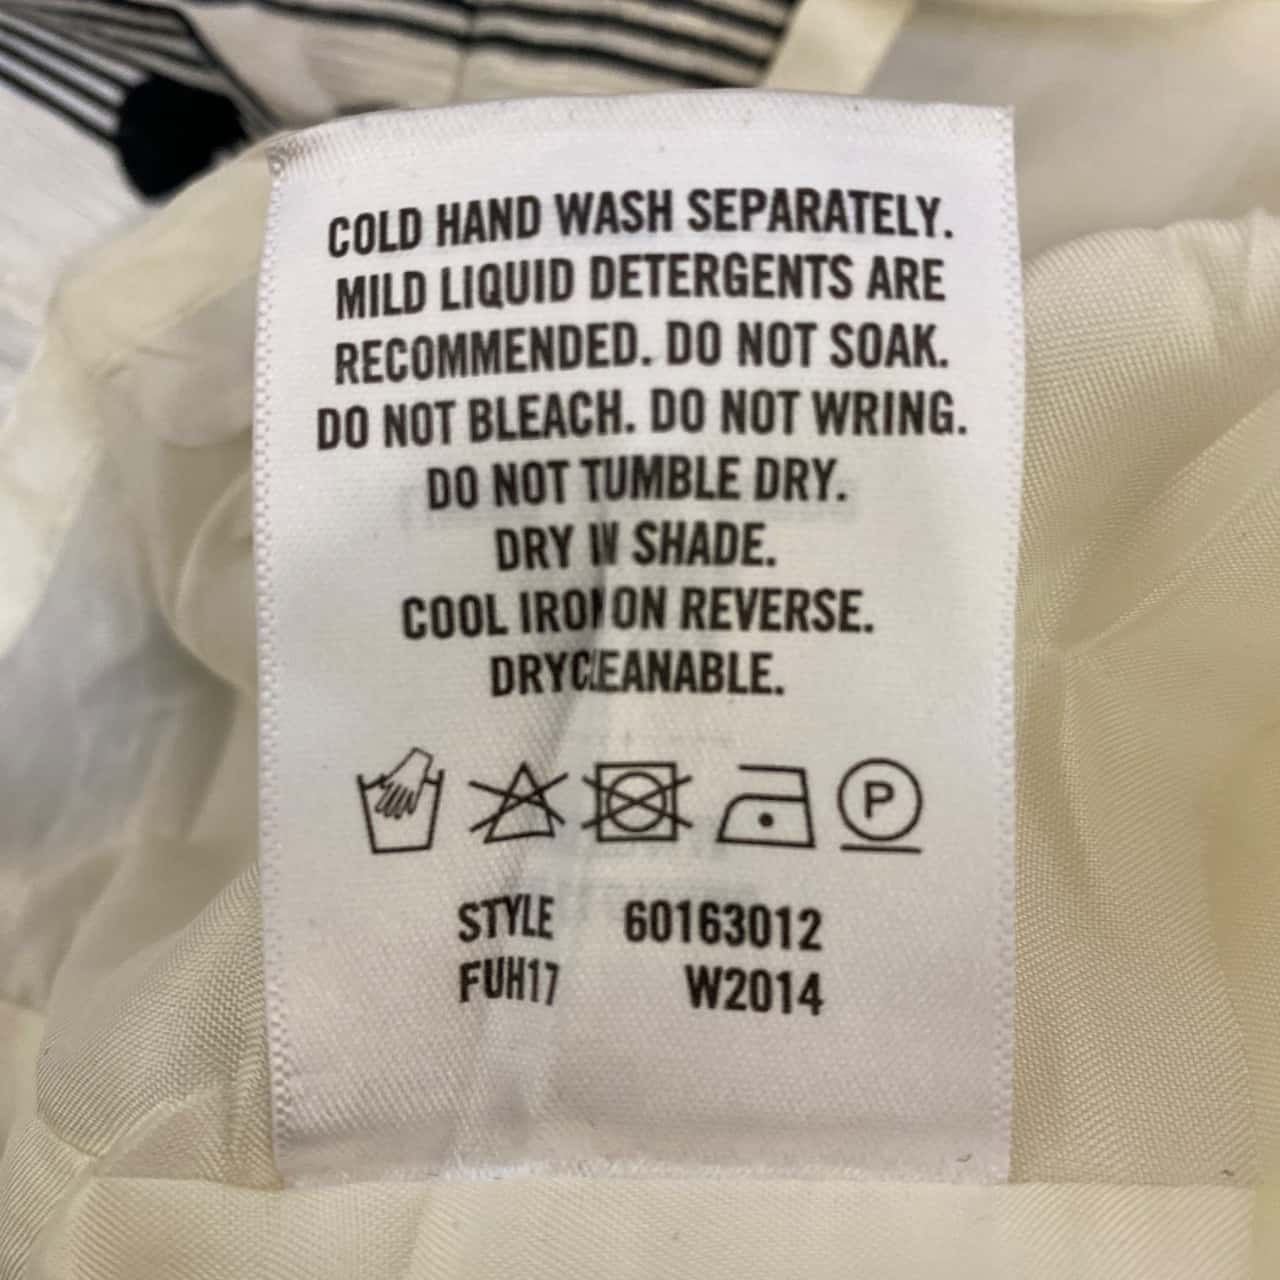 COLD HAND WASH SEPARATELY.
MILD LIQUID DETERGENTS ARE
RECOMMENDED. DO NOT SOAK.
DO NOT BLEACH. DO NOT WRING.
DO NOT TUMBLE DRY.
DRY IN SHADE.
COOL IRON ON REVERSE.
DRYCLEANABLE.
P
STYLE 60163012
FUH17 W2014